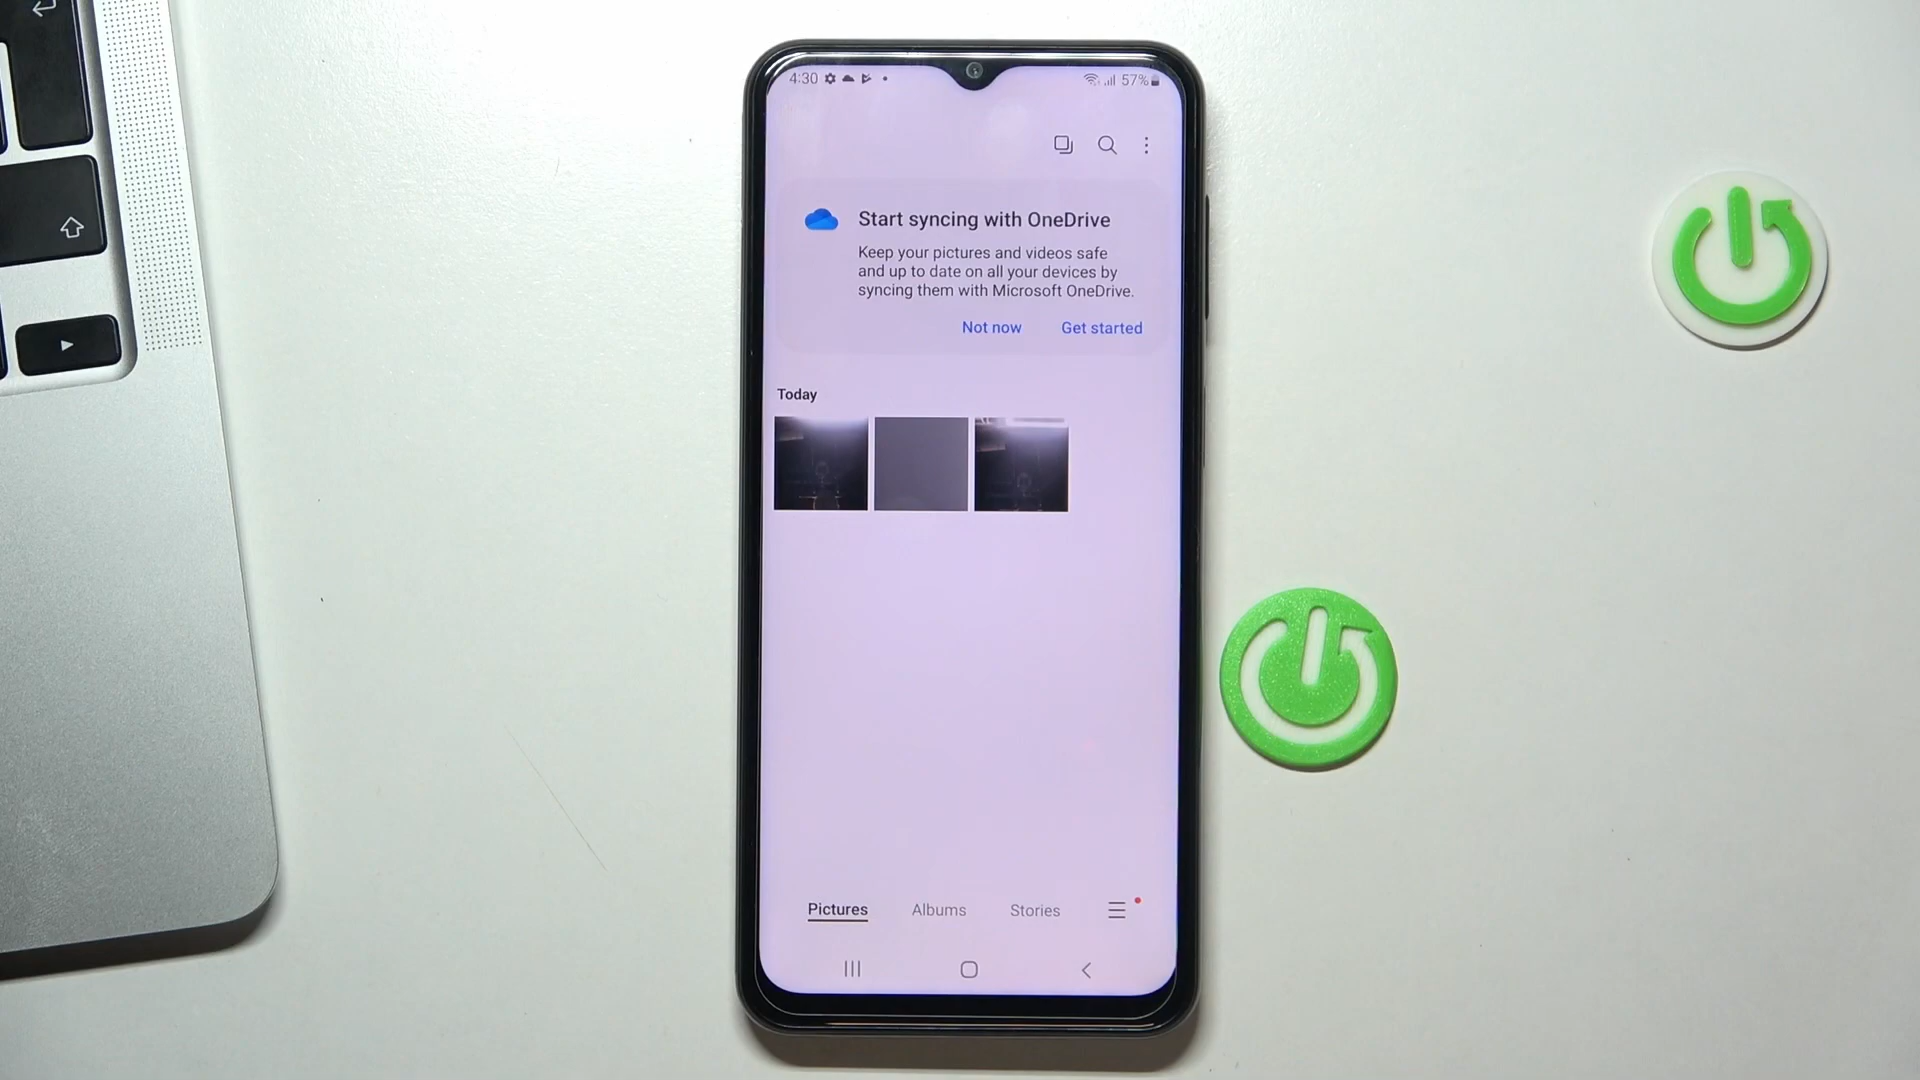 4:30
57%
Start syncing with OneDrive
Keep your pictures and videos safe
and up to date on all your devices by
syncing them with Microsoft OneDrive.
Not now Get started
Today
Pictures Albums Stories